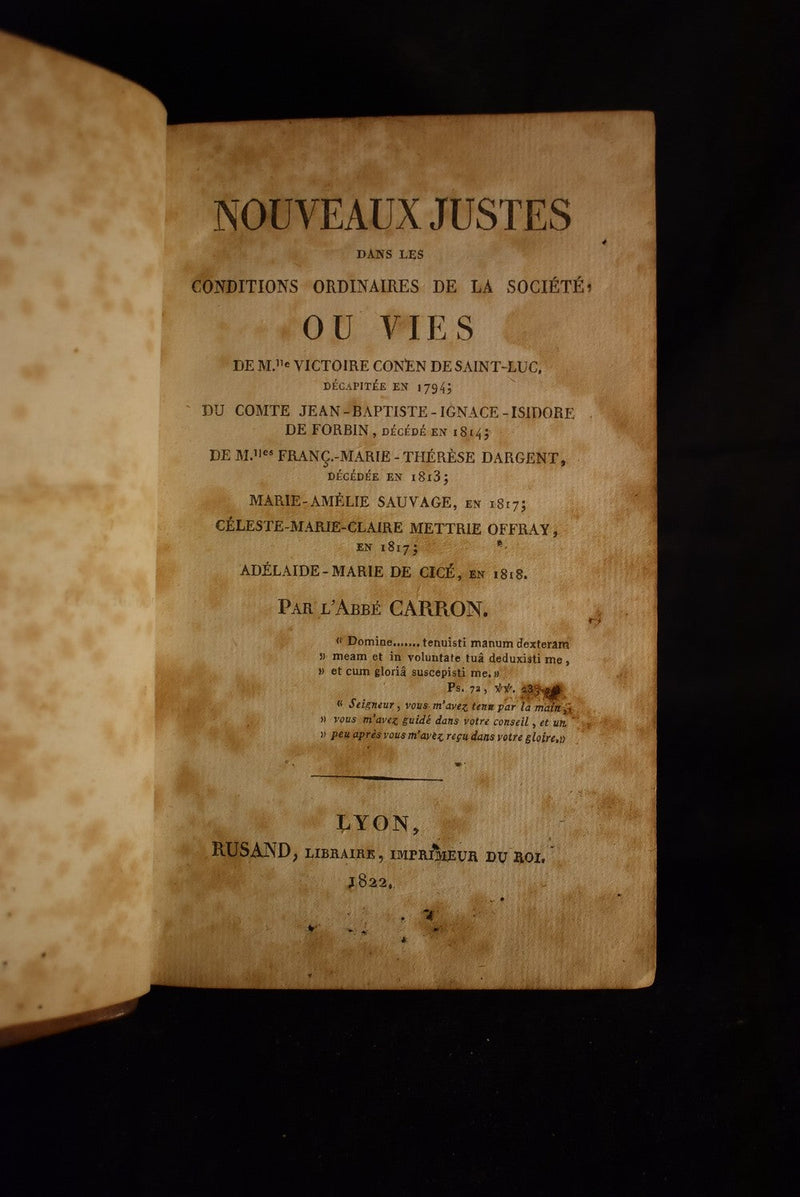 NOUVEAUX JUSTES
DANS LES
CONDITIONS ORDINAIRES DE LA SOCIÉTÉ,
OU VIES
DE M.lle VICTOIRE CONEN DE SAINT-LUC,
DÉCAPITÉE EN 1794;
DU COMTE JEAN-BAPTISTE-IGNACE-ISIDORE
DE FORBIN, DÉCÉDÉ EN 1814;
DE M.lles FRANÇ.-MARIE-THÉRÈSE DARGENT,
DÉCÉDÉE EN 1813;
MARIE-AMÉLIE SAUVAGE, EN 1817;
CÉLESTE-MARIE-CLAIRE METTRIE OFFRAY,
EN 1817;
ADÉLAIDE-MARIE DE CICÉ, EN 1818.
PAR L'ABBÉ CARRON.
« Domine....... tenuisti manum dexteram
» meam et in voluntate tuâ deduxisti me,
» et cum gloriâ suscepisti me. »
Ps. 72, ℣℣.
« Seigneur, vous m'avez tenu par la main;
» vous m'avez guidé dans votre conseil, et un
» peu après vous m'avez reçu dans votre gloire.»
LYON,
RUSAND, LIBRAIRE, IMPRIMEUR DU ROI.
1822.